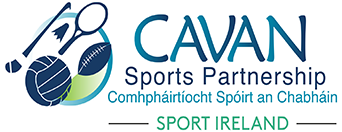 CAVAN
Sports Partnership
Comhpháirtíocht Spóirt an Chabháin
SPORT IRELAND